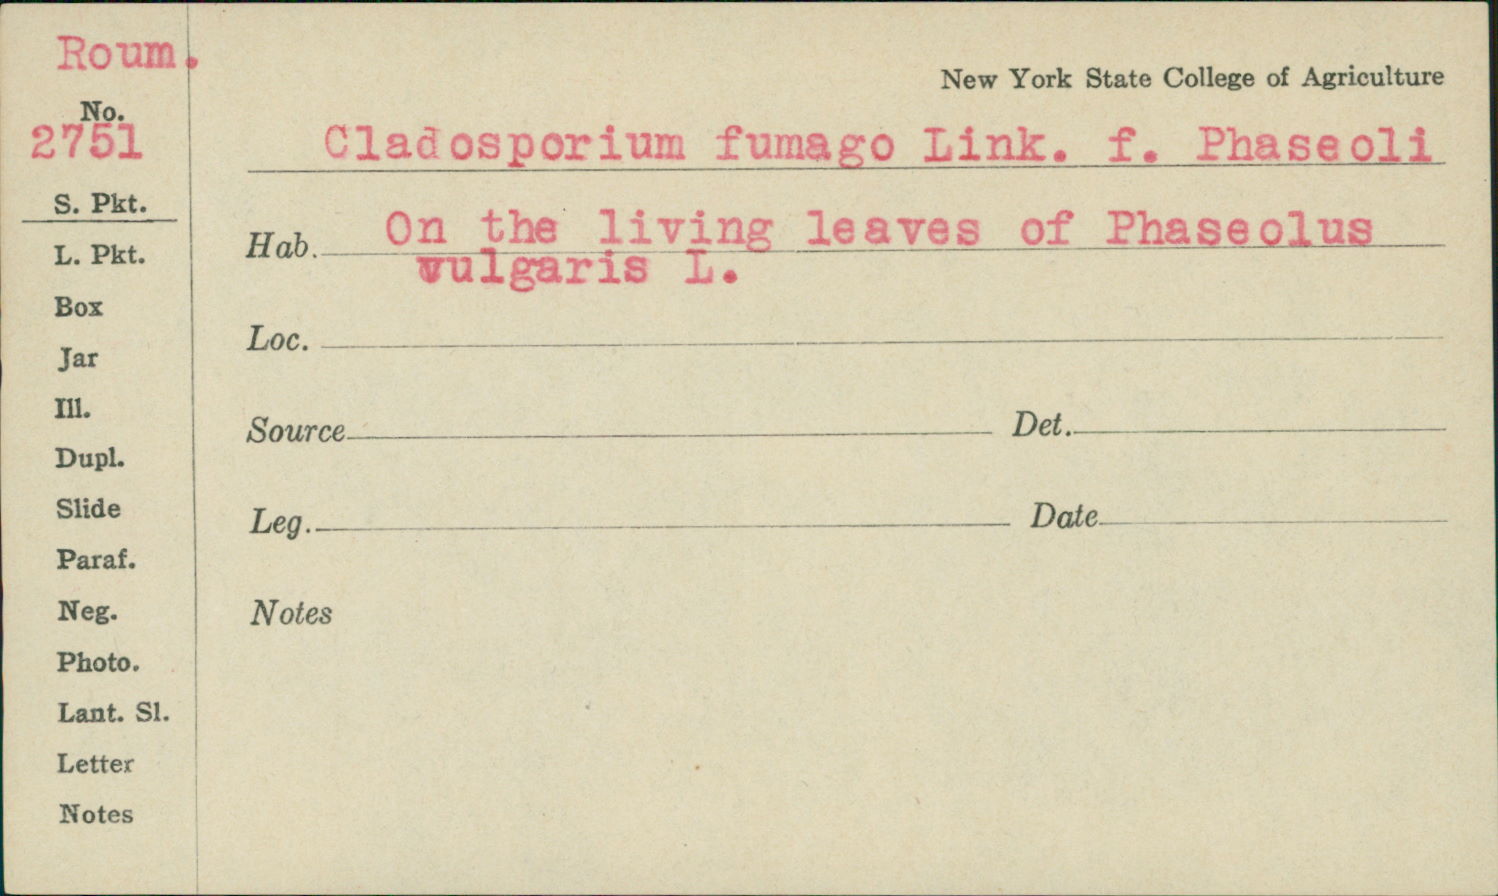 Roum.
New York State College of Agriculture
No.
2751
Cladosporium fumago Link. f. Phaseoli
S. Pkt.
Hab. On the living leaves of Phaseolus
vulgaris L.
L. Pkt.
Box
Loc.
Jar
Ill.
Source Det.
Dupl.
Slide
Leg. Date
Paraf.
Neg.
Notes
Photo.
Lant. Sl.
Letter
Notes